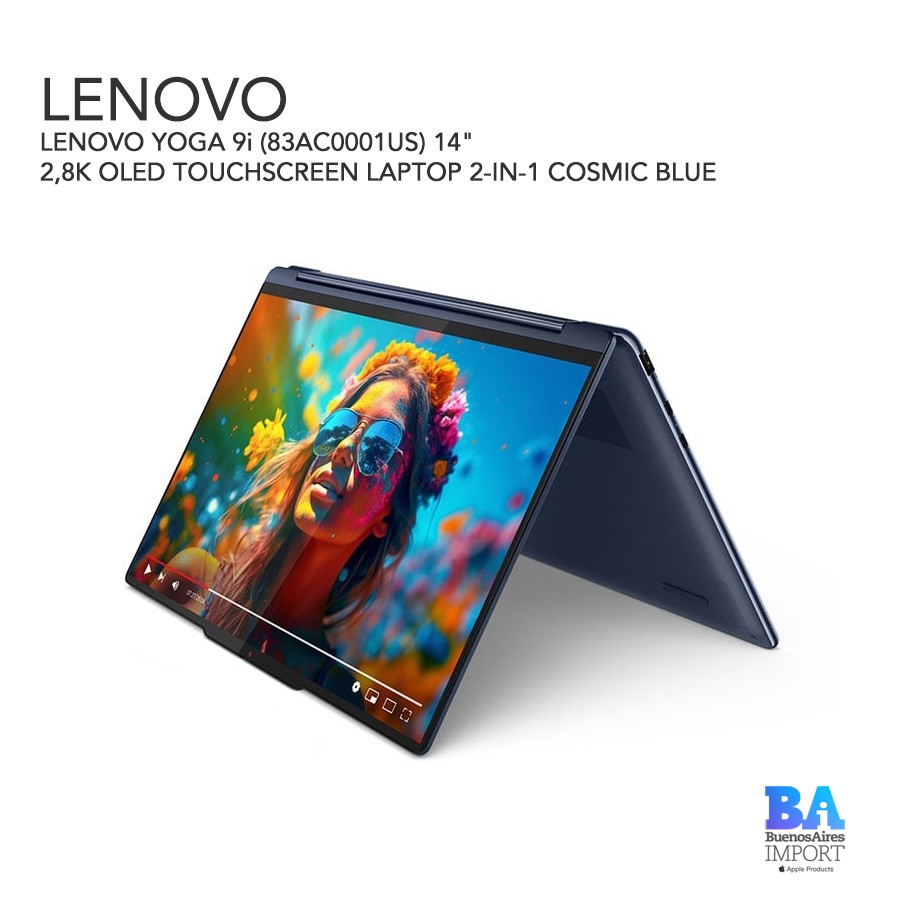 LENOVO
LENOVO YOGA 9i (83AC0001US) 14"
2,8K OLED TOUCHSCREEN LAPTOP 2-IN-1 COSMIC BLUE
BA
BuenosAires
IMPORT
Apple Products